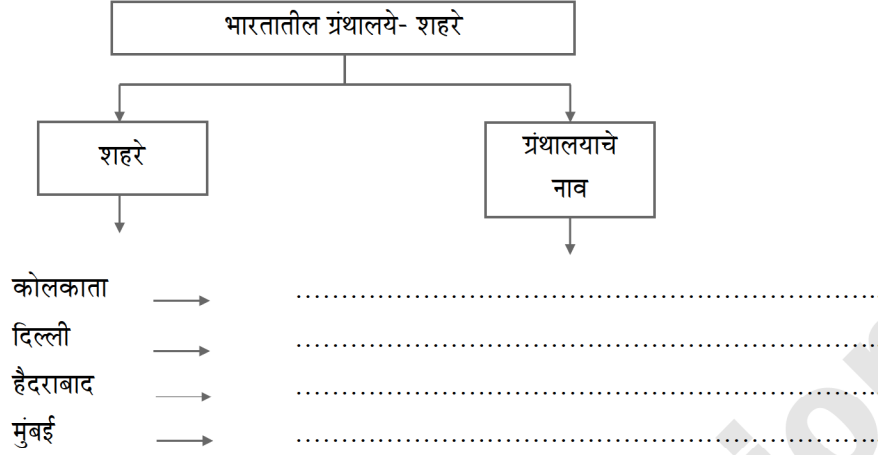 भारतातील ग्रंथालये- शहरे
शहरे
ग्रंथालयाचे
नाव
कोलकाता ................................................................
दिल्ली ................................................................
हैदराबाद ................................................................
मुंबई ................................................................